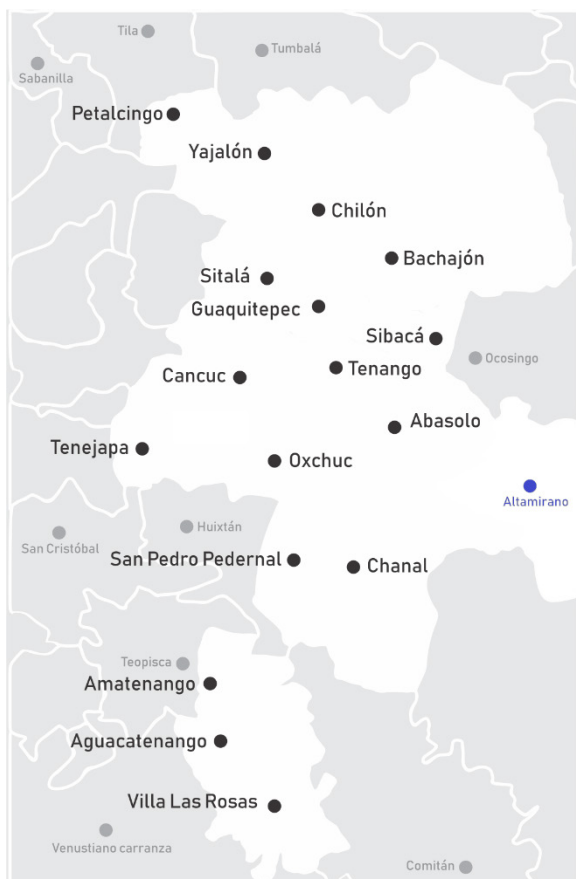 Tila
Tumbalá
Sabanilla
Petalcingo
Yajalón
Chilón
Bachajón
Sitalá
Guaquitepec
Sibacá
Ocosingo
Tenango
Cancuc
Abasolo
Tenejapa
Oxchuc
Altamirano
Huixtán
San Cristóbal
San Pedro Pedernal
Chanal
Teopisca
Amatenango
Aguacatenango
Villa Las Rosas
Venustiano carranza
Comitán